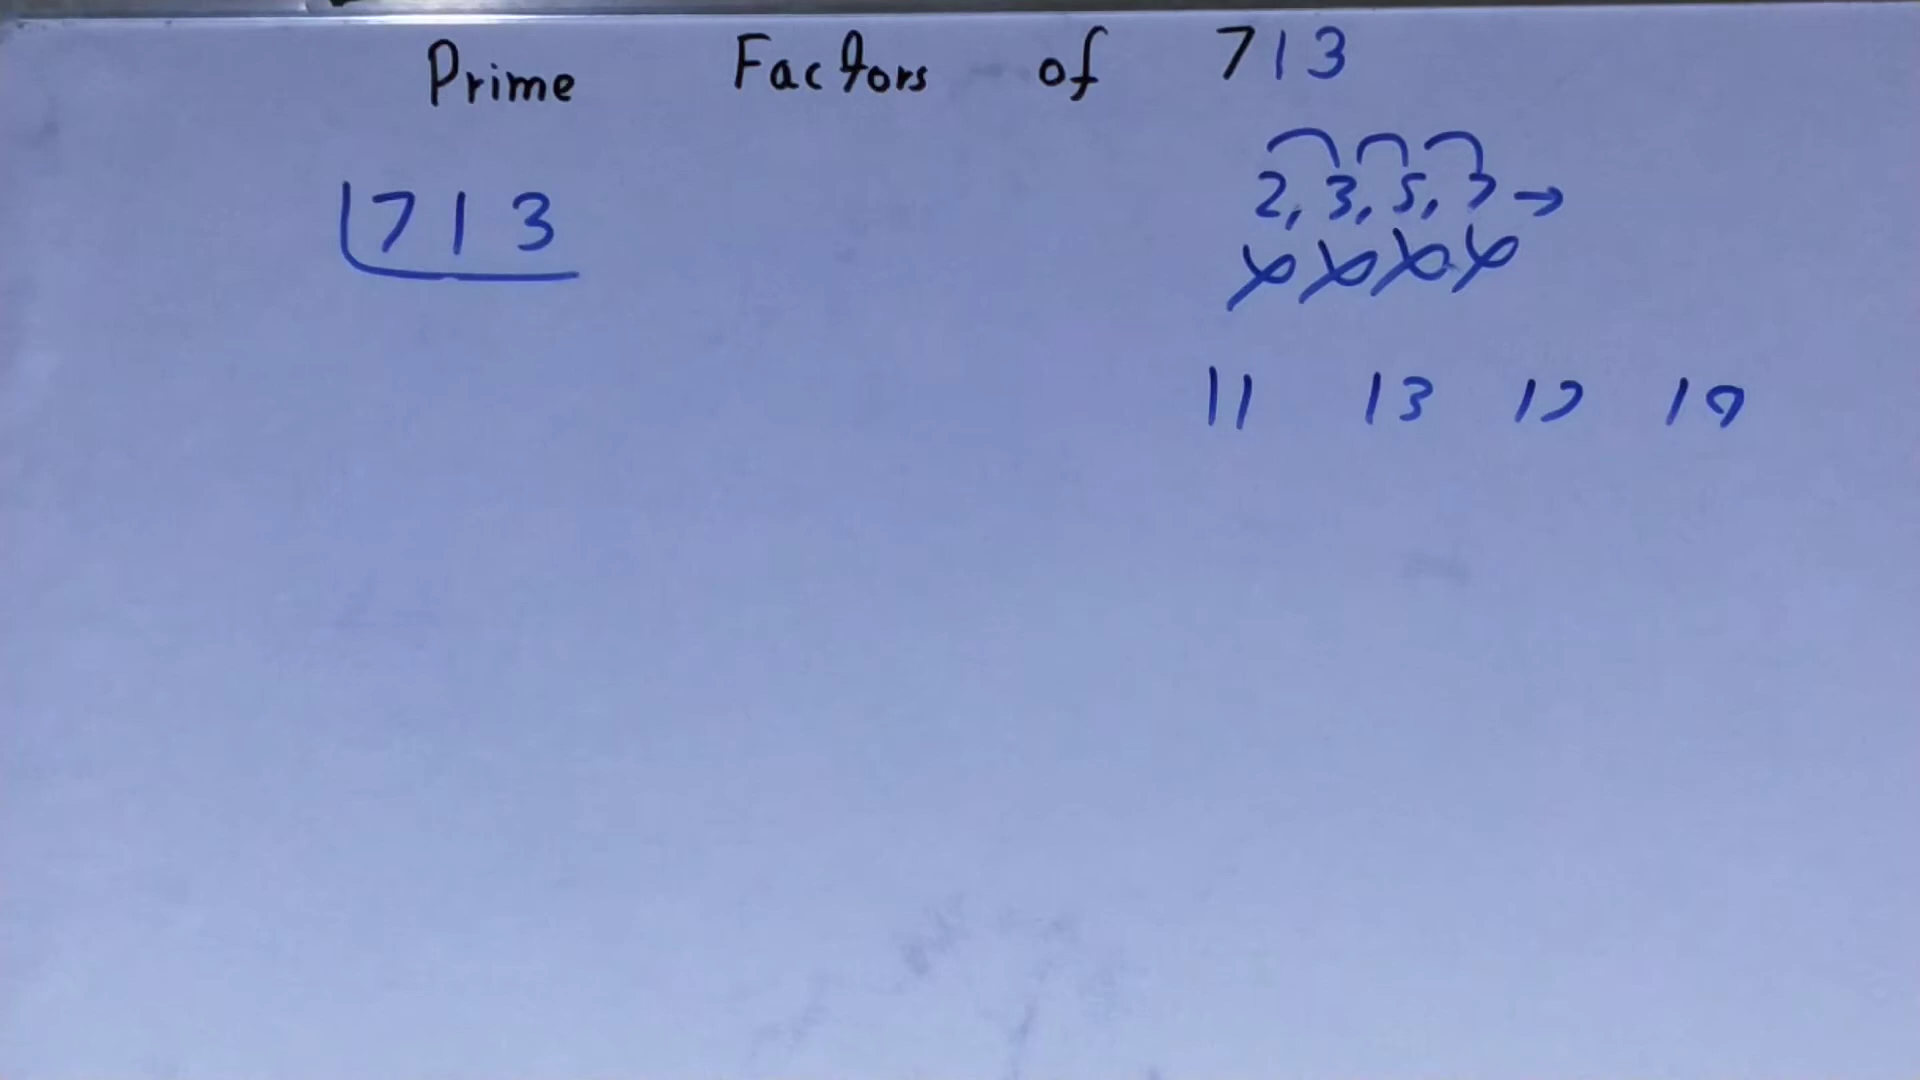 Prime Factors of 713
713
2, 3, 5, 7 →
11 13 17 19